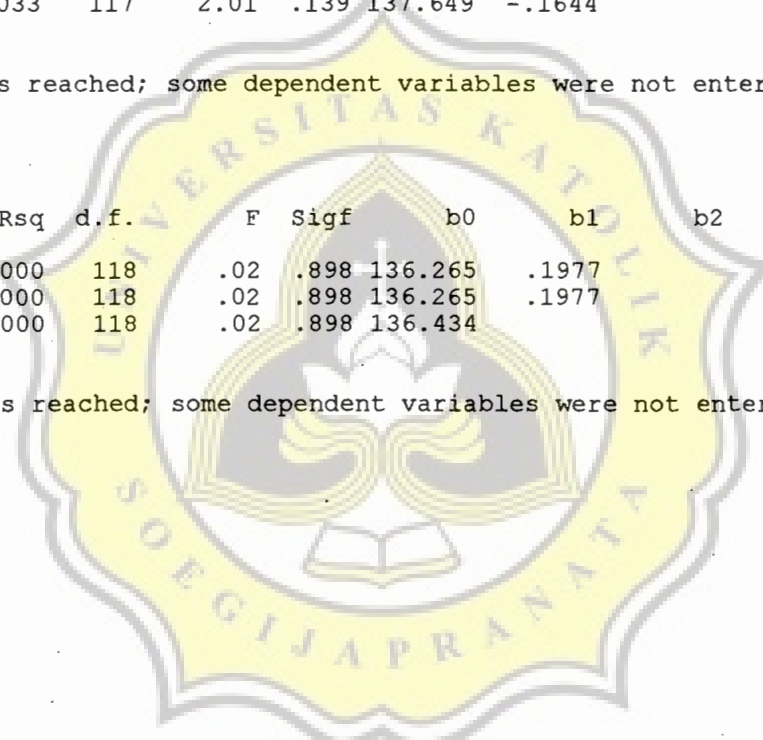 033 117 2.01 .139 137.649 -.1644
s reached; some dependent variables were not enter
Rsq d.f. F Sigf b0 b1 b2
000 118 .02 .898 136.265 .1977
000 118 .02 .898 136.265 .1977
000 118 .02 .898 136.434
s reached; some dependent variables were not enter
UNIVERSITAS KATOLIK
SOEGIJAPRANATA